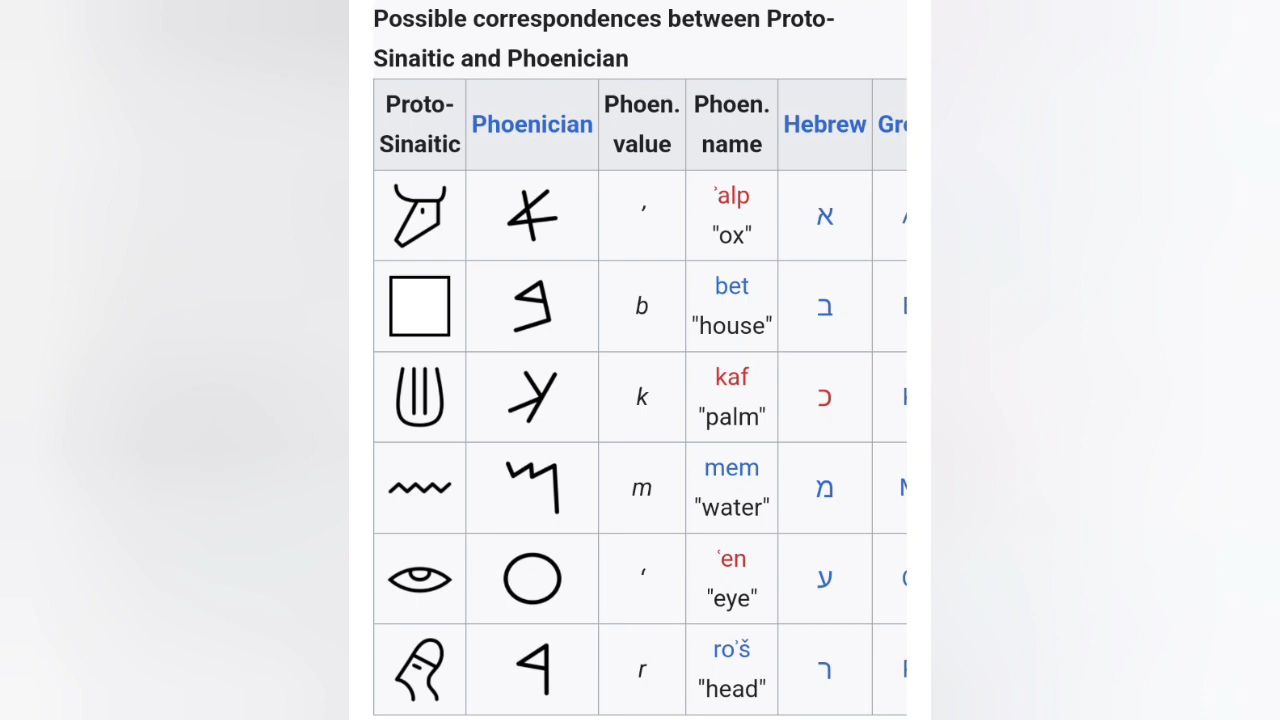 Possible correspondences between Proto-
Sinaitic and Phoenician
Proto-
Sinaitic
Phoenician
Phoen.
value
Phoen.
name
Hebrew
𐤀
ʼ
ʾalp
"ox"
א
𐤁
b
bet
"house"
ב
𐤊
k
kaf
"palm"
כ
𐤌
m
mem
"water"
מ
𐤏
ʻ
ʿen
"eye"
ע
𐤓
r
roʾš
"head"
ר